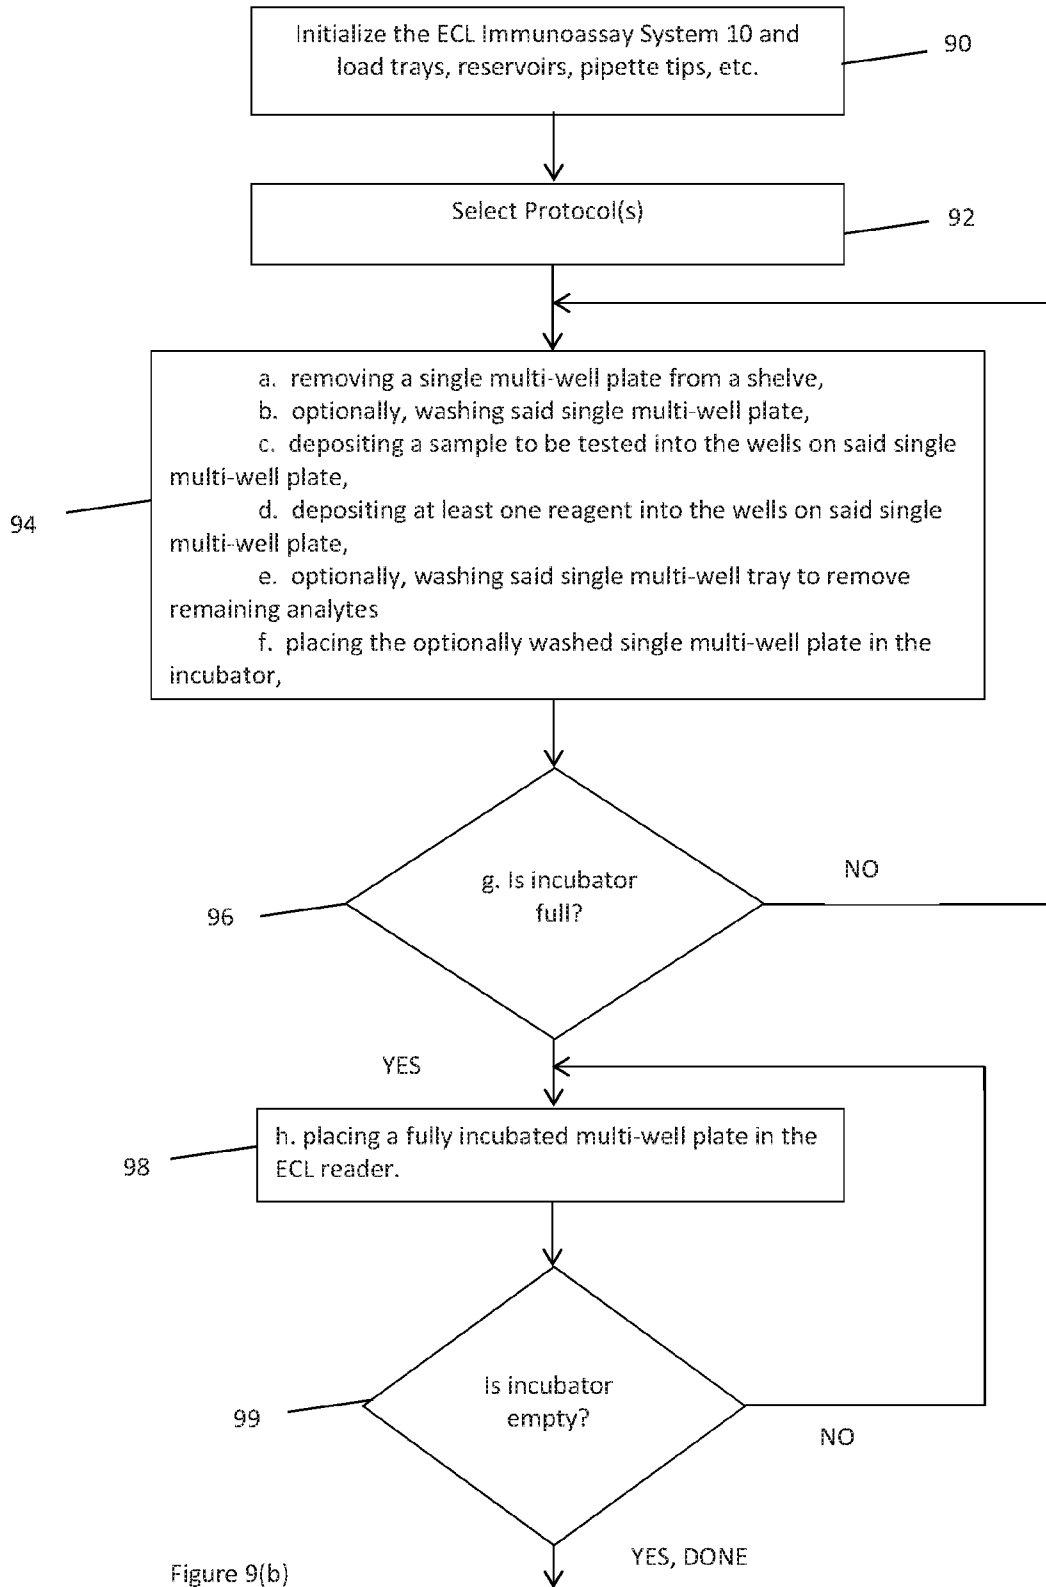 Initialize the ECL Immunoassay System 10 and
load trays, reservoirs, pipette tips, etc.
90
Select Protocol(s)
92
a. removing a single multi-well plate from a shelve,
b. optionally, washing said single multi-well plate,
c. depositing a sample to be tested into the wells on said single
multi-well plate,
d. depositing at least one reagent into the wells on said single
multi-well plate,
e. optionally, washing said single multi-well tray to remove
remaining analytes
f. placing the optionally washed single multi-well plate in the
incubator,
94
g. Is incubator
full?
NO
96
YES
h. placing a fully incubated multi-well plate in the
ECL reader.
98
Is incubator
empty?
99
NO
YES, DONE
Figure 9(b)